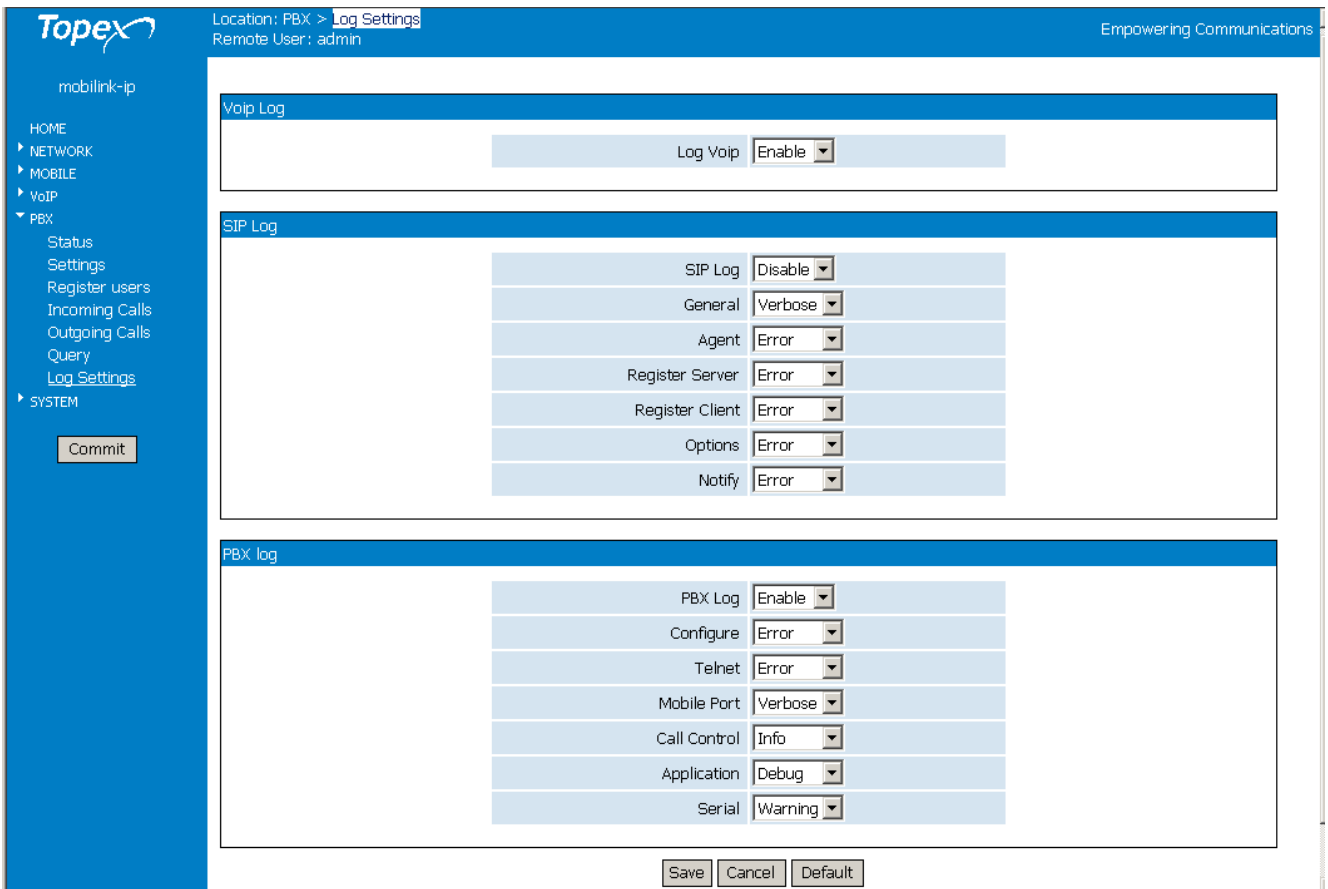 Topex
Location: PBX > Log Settings
Remote User: admin
Empowering Communications
mobilink-ip
HOME
NETWORK
MOBILE
VoIP
PBX
Status
Settings
Register users
Incoming Calls
Outgoing Calls
Query
Log Settings
SYSTEM
Commit
Voip Log
Log Voip Enable
SIP Log
SIP Log Disable
General Verbose
Agent Error
Register Server Error
Register Client Error
Options Error
Notify Error
PBX log
PBX Log Enable
Configure Error
Telnet Error
Mobile Port Verbose
Call Control Info
Application Debug
Serial Warning
Save Cancel Default